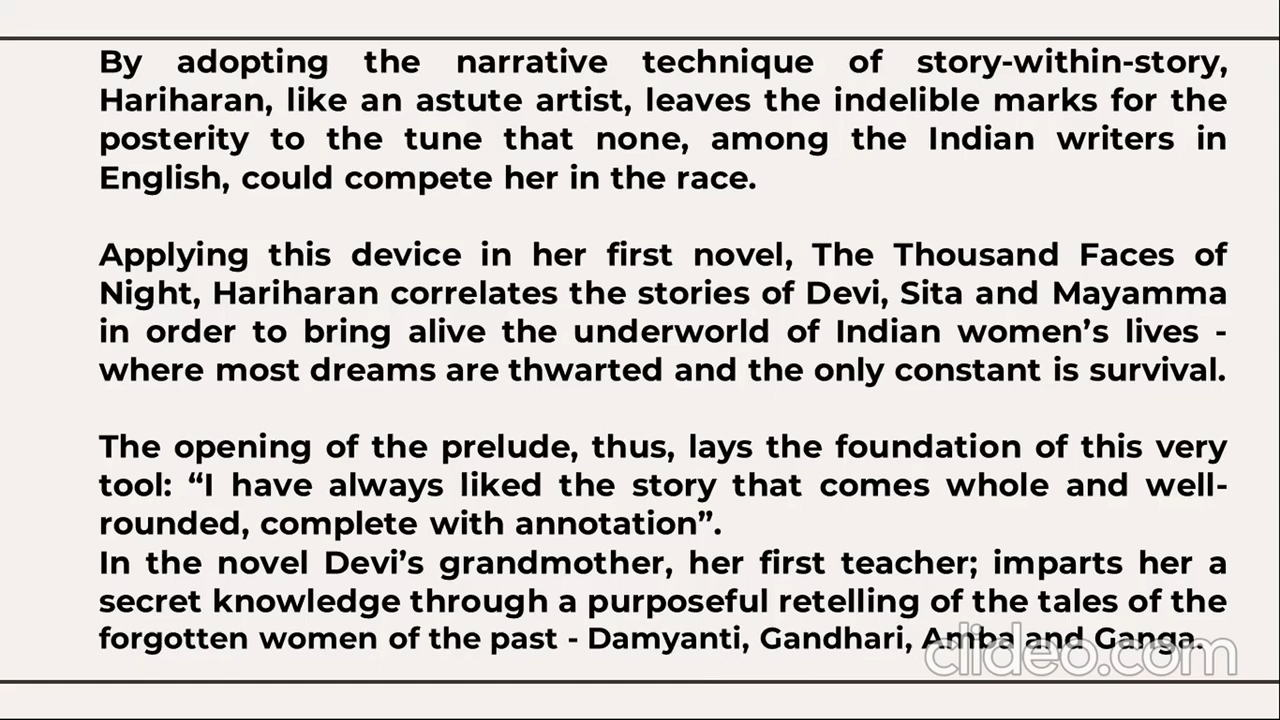 By adopting the narrative technique of story-within-story,
Hariharan, like an astute artist, leaves the indelible marks for the
posterity to the tune that none, among the Indian writers in
English, could compete her in the race.
Applying this device in her first novel, The Thousand Faces of
Night, Hariharan correlates the stories of Devi, Sita and Mayamma
in order to bring alive the underworld of Indian women’s lives -
where most dreams are thwarted and the only constant is survival.
The opening of the prelude, thus, lays the foundation of this very
tool: “I have always liked the story that comes whole and well-
rounded, complete with annotation”.
In the novel Devi’s grandmother, her first teacher; imparts her a
secret knowledge through a purposeful retelling of the tales of the
forgotten women of the past - Damyanti, Gandhari, Amba and Ganga.
clideo.com